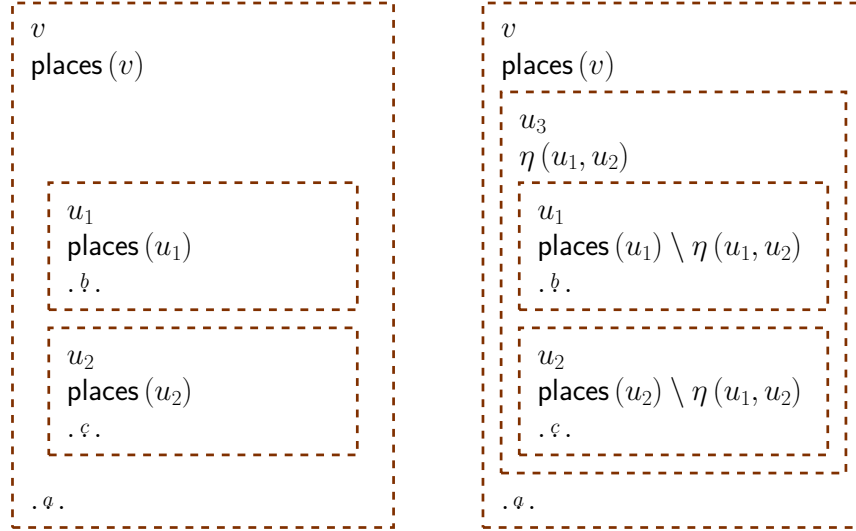 v
places (v)
u₁
places (u₁)
. b. .
u₂
places (u₂)
. c. .
. a. .
v
places (v)
u₃
η (u₁, u₂)
u₁
places (u₁) \ η (u₁, u₂)
. b. .
u₂
places (u₂) \ η (u₁, u₂)
. c. .
. a. .